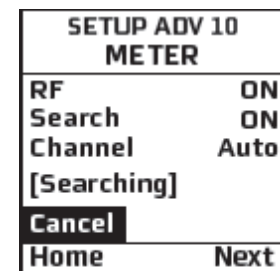 SETUP ADV 10
METER
RF ON
Search ON
Channel Auto
[Searching]
Cancel
Home Next